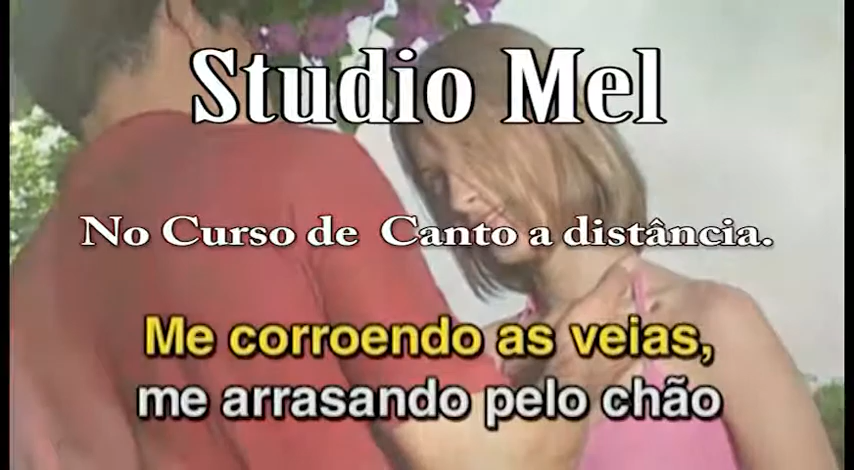 Studio Mel
No Curso de Canto a distância.
Me corroendo as veias,
me arrasando pelo chão